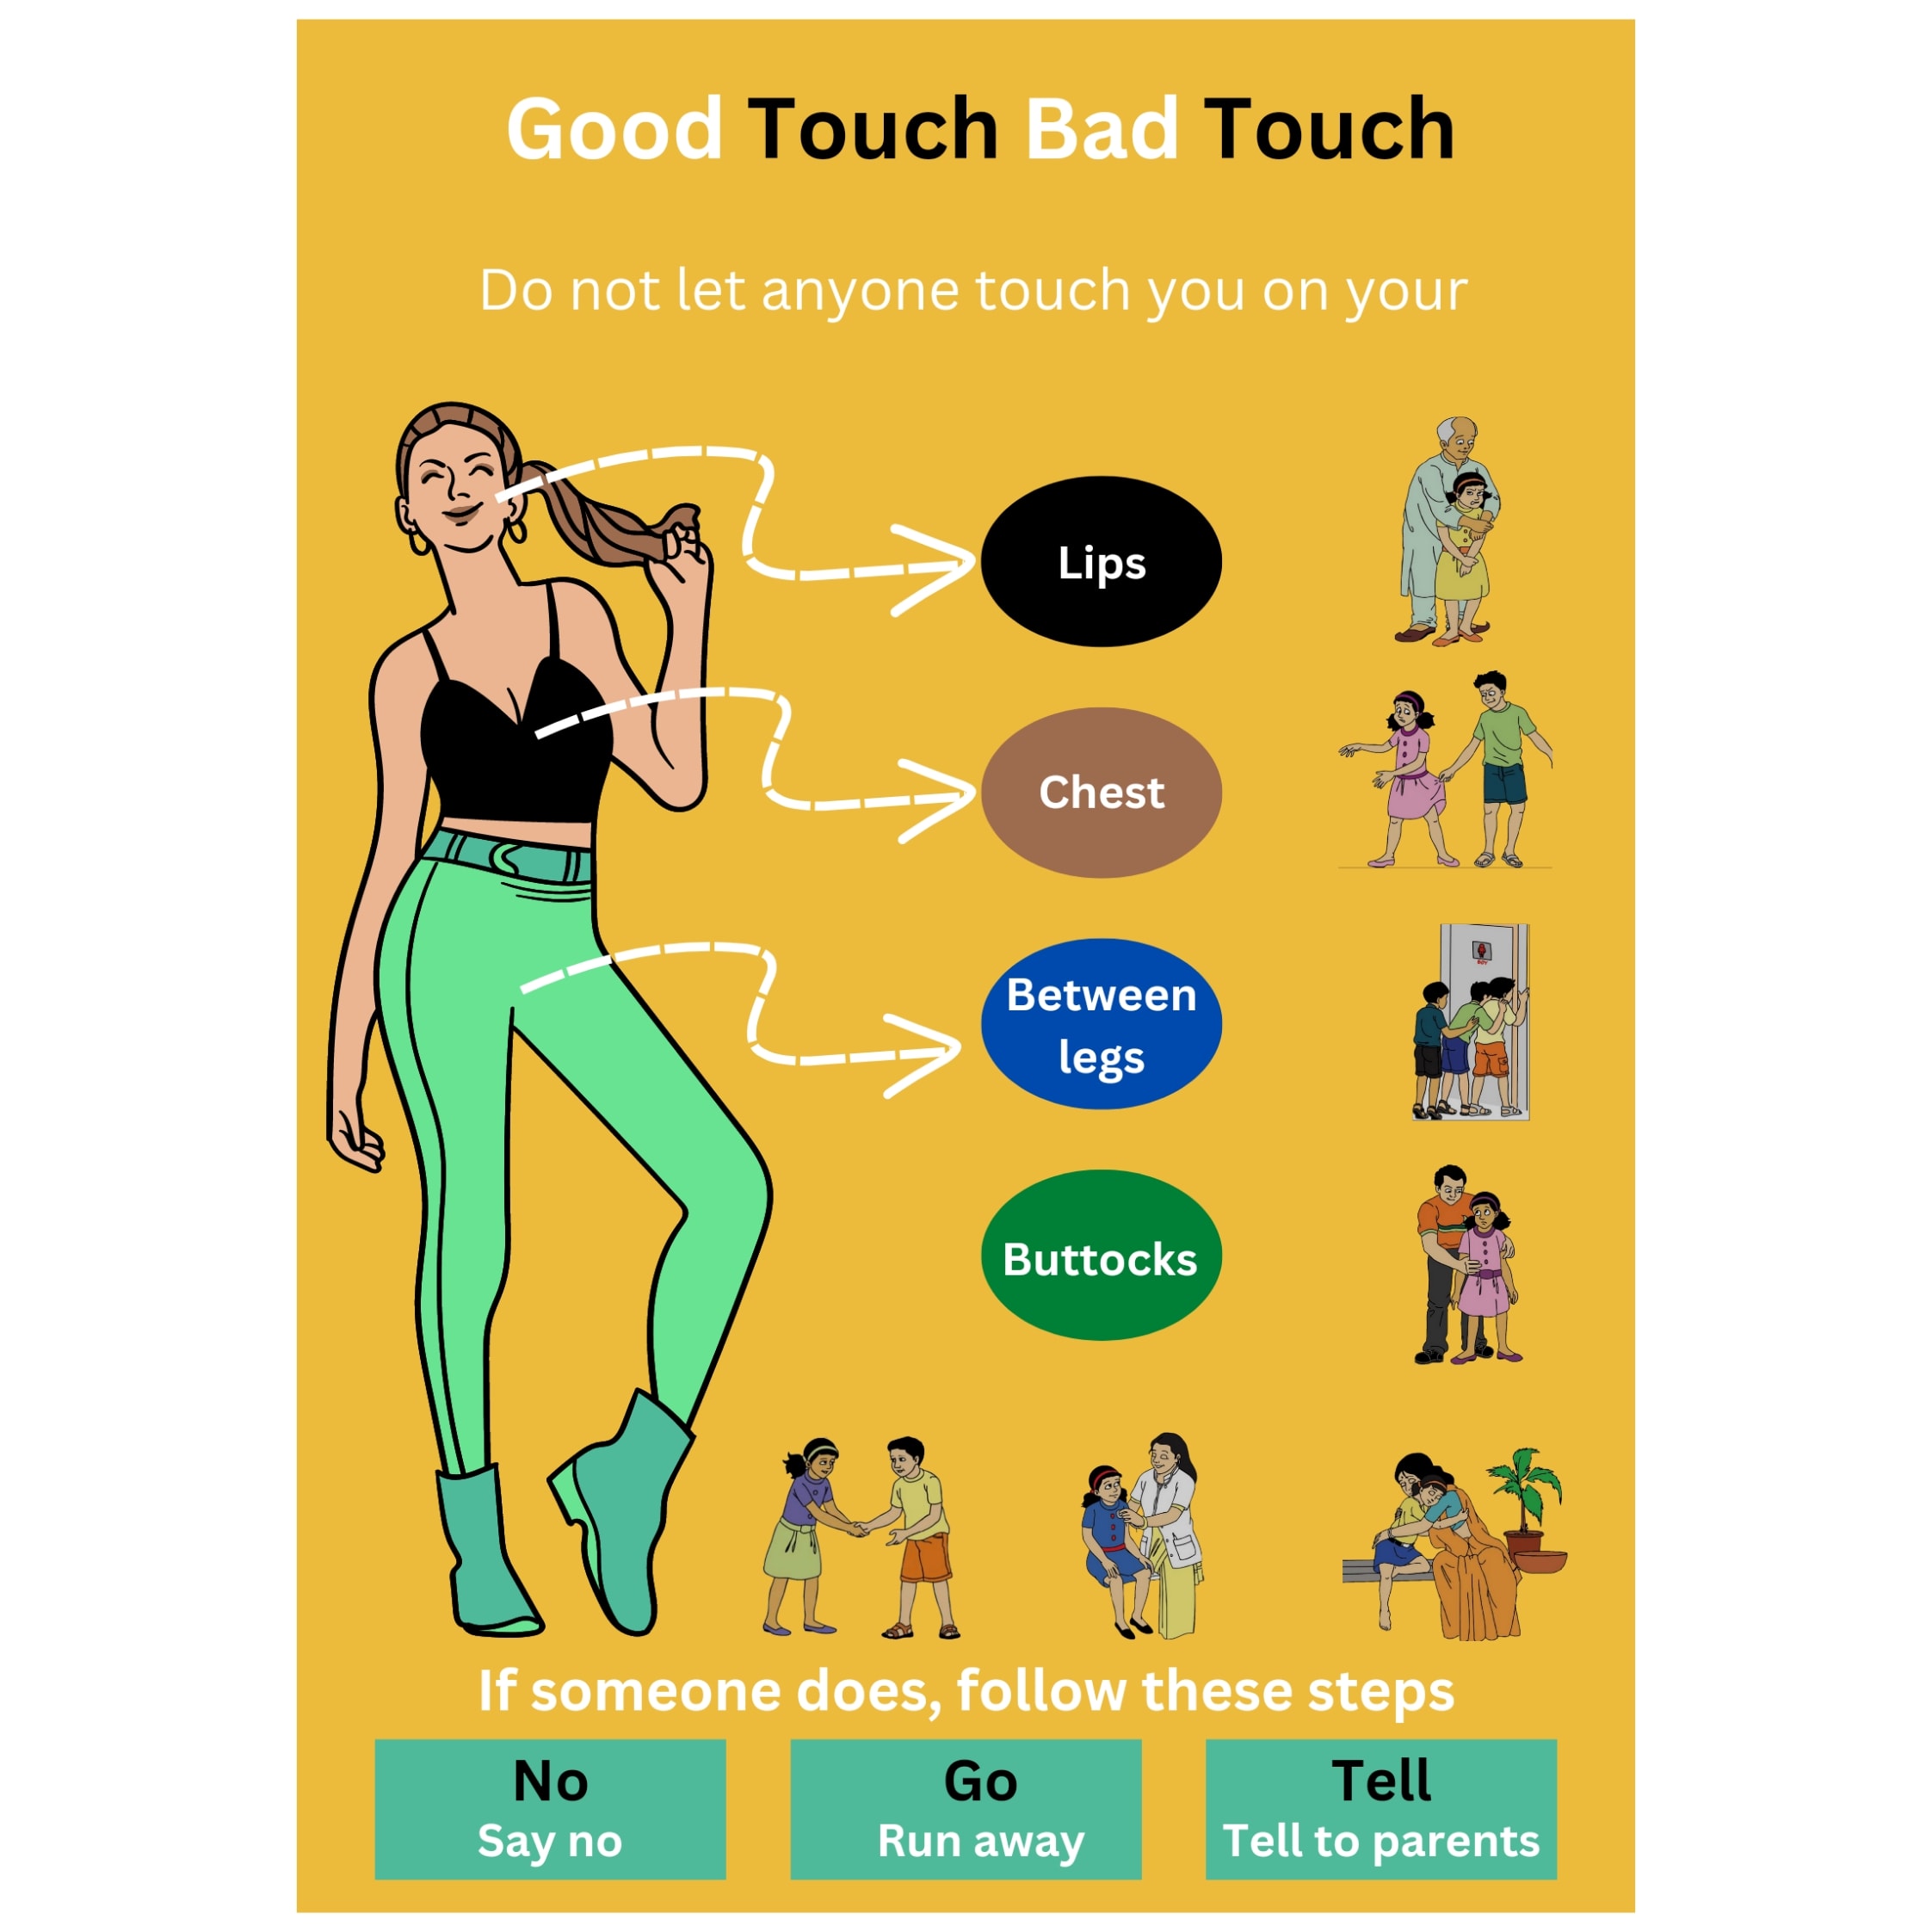 Good Touch Bad Touch
Do not let anyone touch you on your
Lips
Chest
Between
legs
Buttocks
If someone does, follow these steps
No
Say no
Go
Run away
Tell
Tell to parents